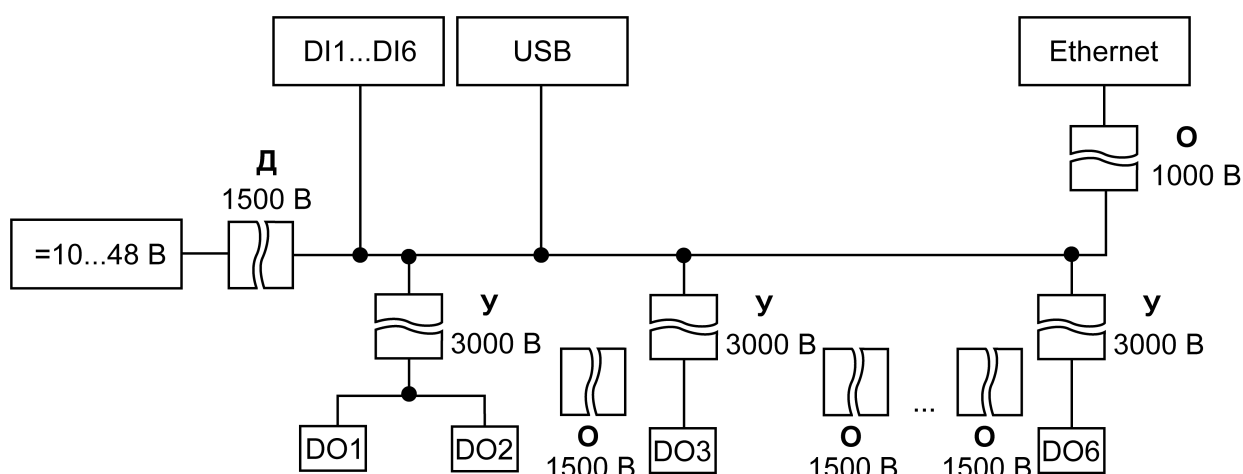 DI1...DI6
USB
Ethernet
О
1000 В
Д
1500 В
=10...48 В
У
3000 В
У
3000 В
У
3000 В
...
DO1
DO2
О
1500 В
DO3
О
1500 В
О
1500 В
DO6